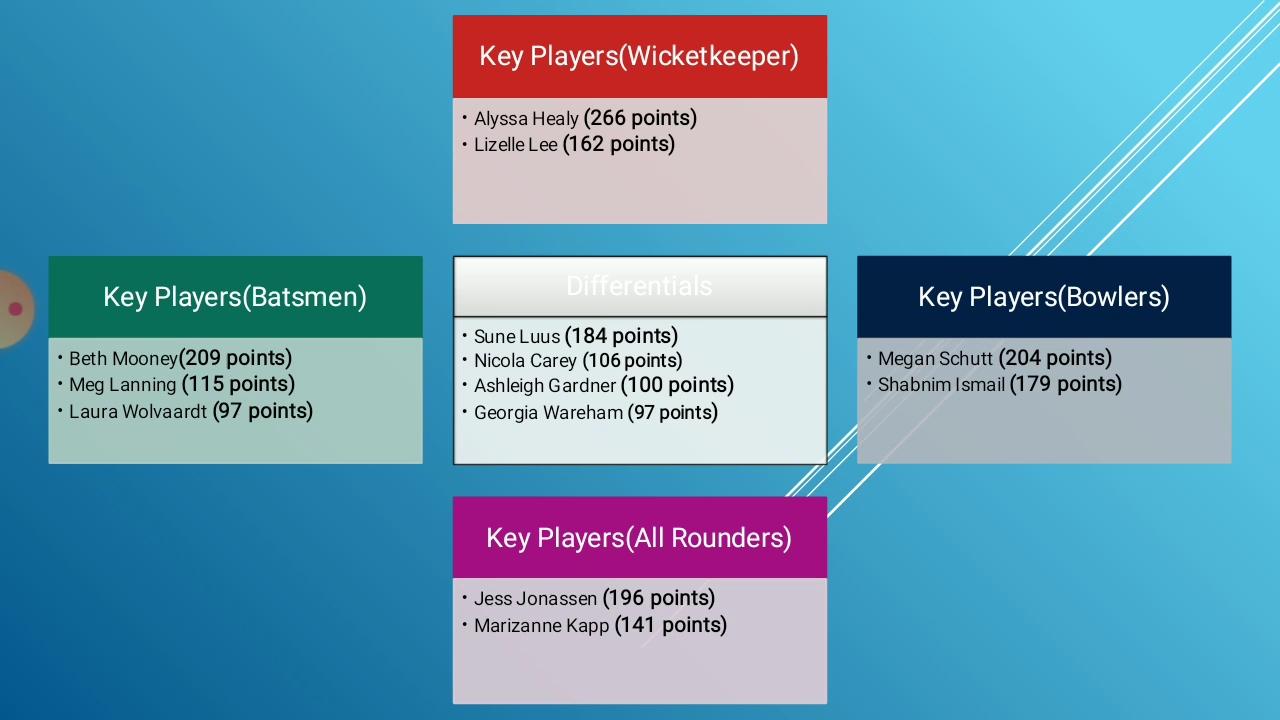 Key Players(Wicketkeeper)
• Alyssa Healy (266 points)
• Lizelle Lee (162 points)
Key Players(Batsmen)
• Beth Mooney(209 points)
• Meg Lanning (115 points)
• Laura Wolvaardt (97 points)
Differentials
• Sune Luus (184 points)
• Nicola Carey (106 points)
• Ashleigh Gardner (100 points)
• Georgia Wareham (97 points)
Key Players(Bowlers)
• Megan Schutt (204 points)
• Shabnim Ismail (179 points)
Key Players(All Rounders)
• Jess Jonassen (196 points)
• Marizanne Kapp (141 points)